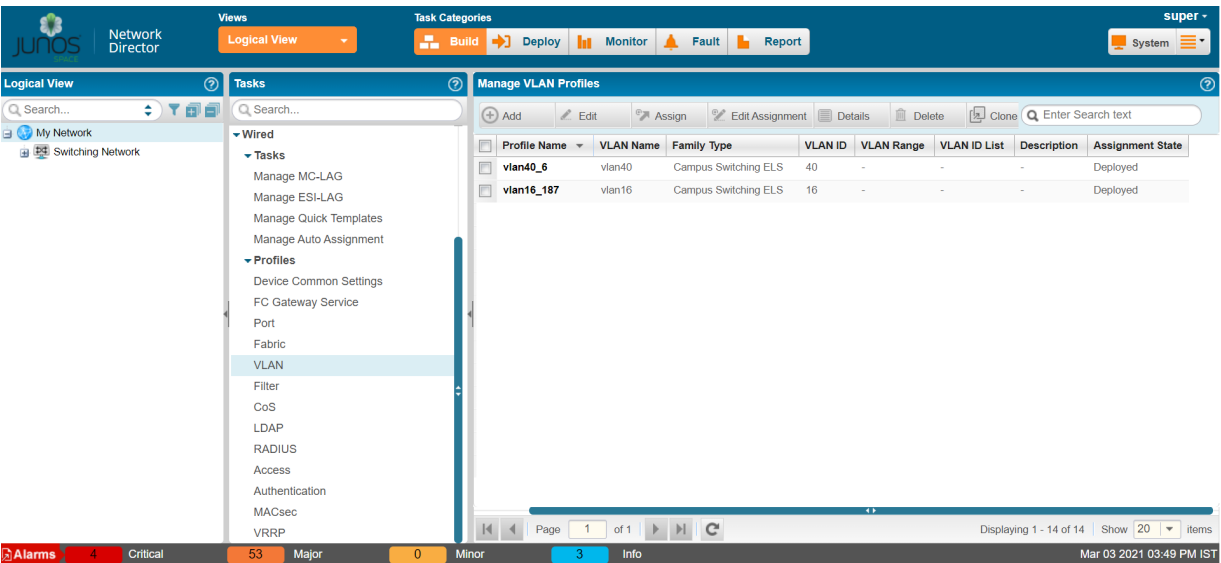 Views
Task Categories
super
JUNOS
SPACE
Network
Director
Logical View
Build
Deploy
Monitor
Fault
Report
System
Logical View
Tasks
Manage VLAN Profiles
Search...
Search...
Add
Edit
Assign
Edit Assignment
Details
Delete
Clone
Enter Search text
My Network
Switching Network
Wired
Tasks
Manage MC-LAG
Manage ESI-LAG
Manage Quick Templates
Manage Auto Assignment
Profiles
Device Common Settings
FC Gateway Service
Port
Fabric
VLAN
Filter
CoS
LDAP
RADIUS
Access
Authentication
MACsec
VRRP
Profile Name VLAN Name Family Type VLAN ID VLAN Range VLAN ID List Description Assignment State
vlan40_6 vlan40 Campus Switching ELS 40 - - - Deployed
vlan16_187 vlan16 Campus Switching ELS 16 - - - Deployed
Page 1 of 1 Displaying 1 - 14 of 14 Show 20 items
Alarms 4 Critical 53 Major 0 Minor 3 Info Mar 03 2021 03:49 PM IST